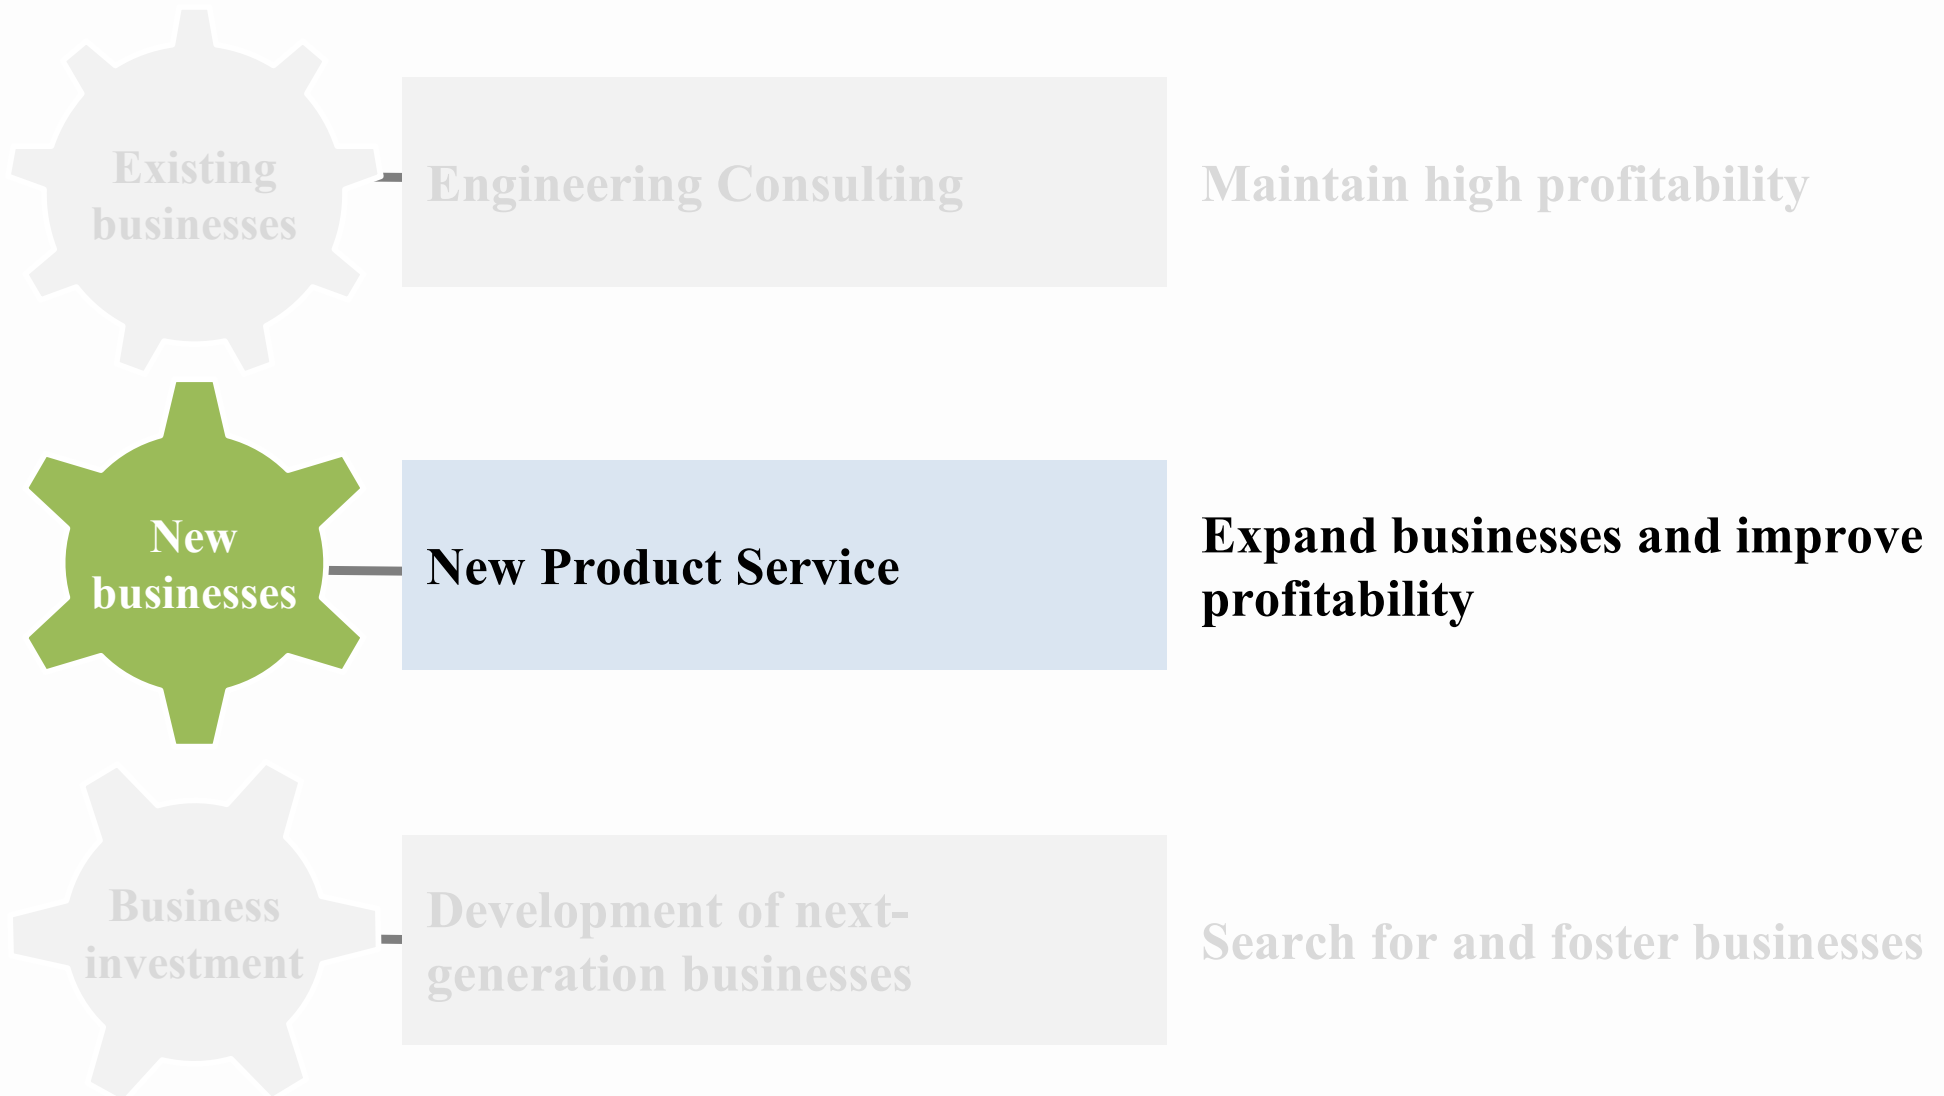 Existing
businesses
Engineering Consulting
Maintain high profitability
New
businesses
New Product Service
Expand businesses and improve
profitability
Business
investment
Development of next-
generation businesses
Search for and foster businesses